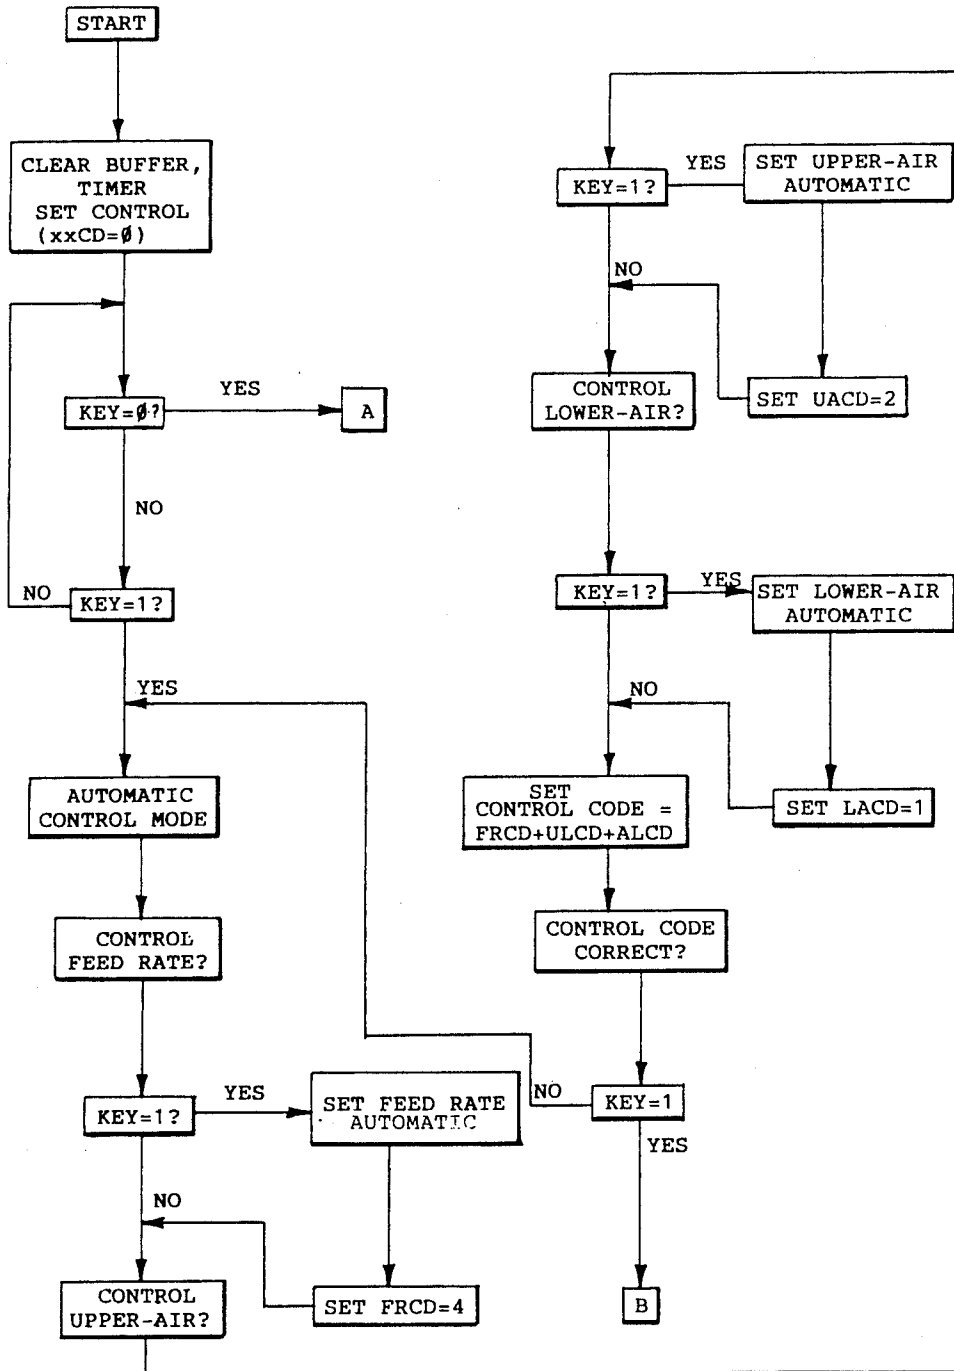 START
CLEAR BUFFER,
TIMER
SET CONTROL
(xxCD=Ø)
KEY=Ø?
YES
A
NO
NO
KEY=1?
YES
AUTOMATIC
CONTROL MODE
CONTROL
FEED RATE?
KEY=1?
YES
SET FEED RATE
AUTOMATIC
NO
SET FRCD=4
CONTROL
UPPER-AIR?
KEY=1?
YES
SET UPPER-AIR
AUTOMATIC
NO
SET UACD=2
CONTROL
LOWER-AIR?
KEY=1?
YES
SET LOWER-AIR
AUTOMATIC
NO
SET LACD=1
SET
CONTROL CODE =
FRCD+ULCD+ALCD
CONTROL CODE
CORRECT?
NO
KEY=1
YES
B